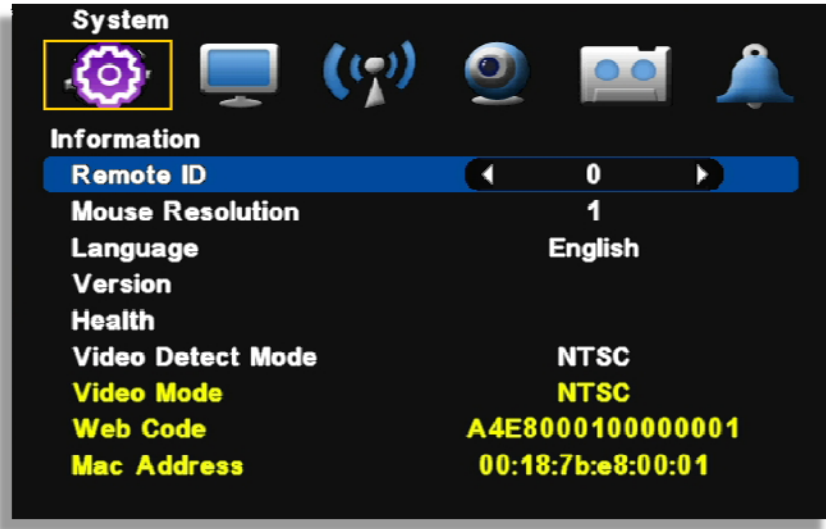 System
Information
Remote ID 0
Mouse Resolution 1
Language English
Version
Health
Video Detect Mode NTSC
Video Mode NTSC
Web Code A4E8000100000001
Mac Address 00:18:7b:e8:00:01